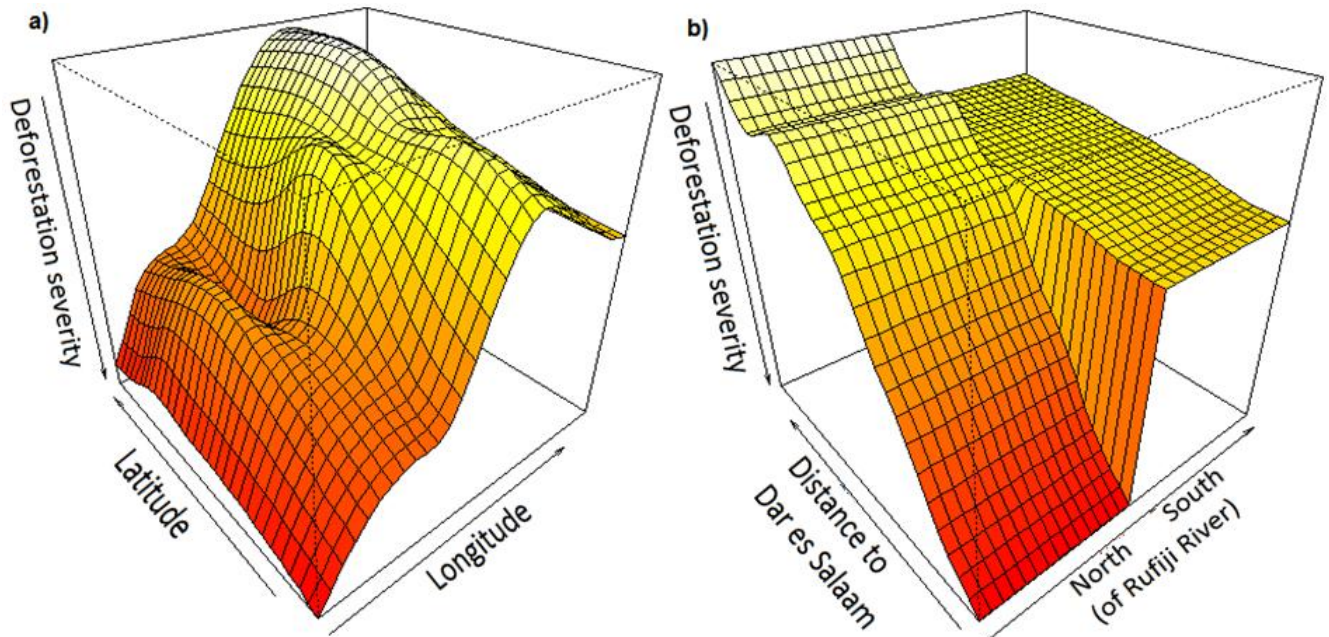 a)
Deforestation severity
Latitude
Longitude
b)
Deforestation severity
Distance to
Dar es Salaam
North
South
(of Rufiji River)